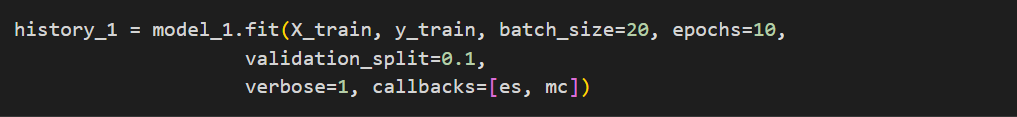 history_1 = model_1.fit(X_train, y_train, batch_size=20, epochs=10,
validation_split=0.1,
verbose=1, callbacks=[es, mc])